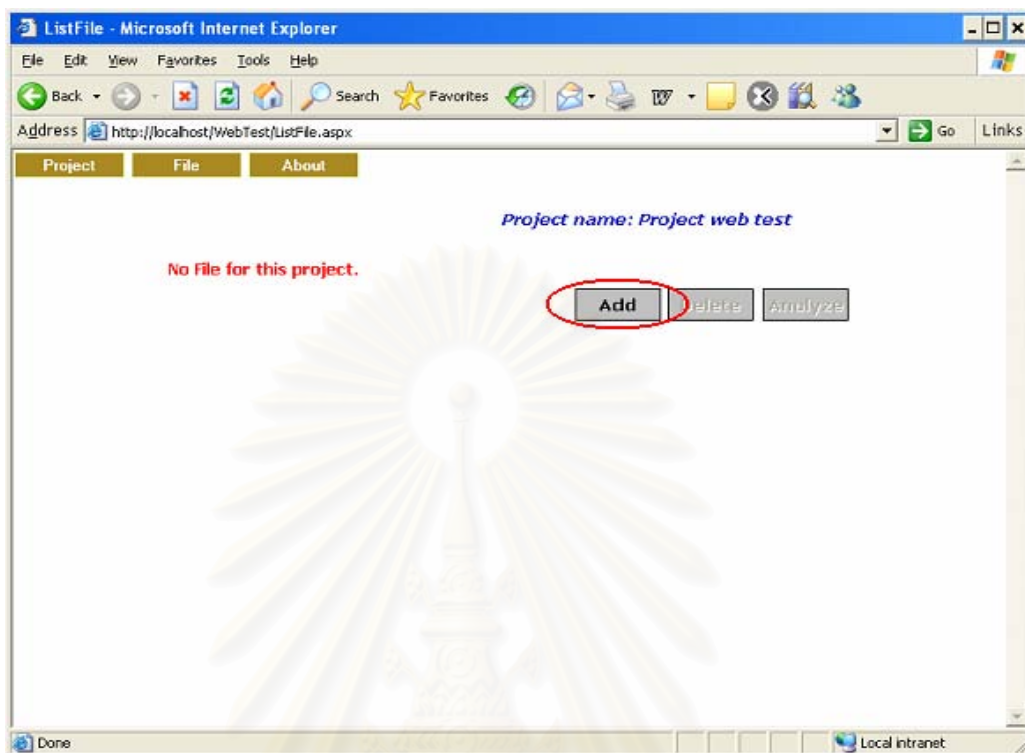 ListFile - Microsoft Internet Explorer
File Edit View Favorites Tools Help
Back Search Favorites
Address http://localhost/WebTest/ListFile.aspx Go Links
Project File About
Project name: Project web test
No File for this project.
Add Delete Analyze
Done Local intranet